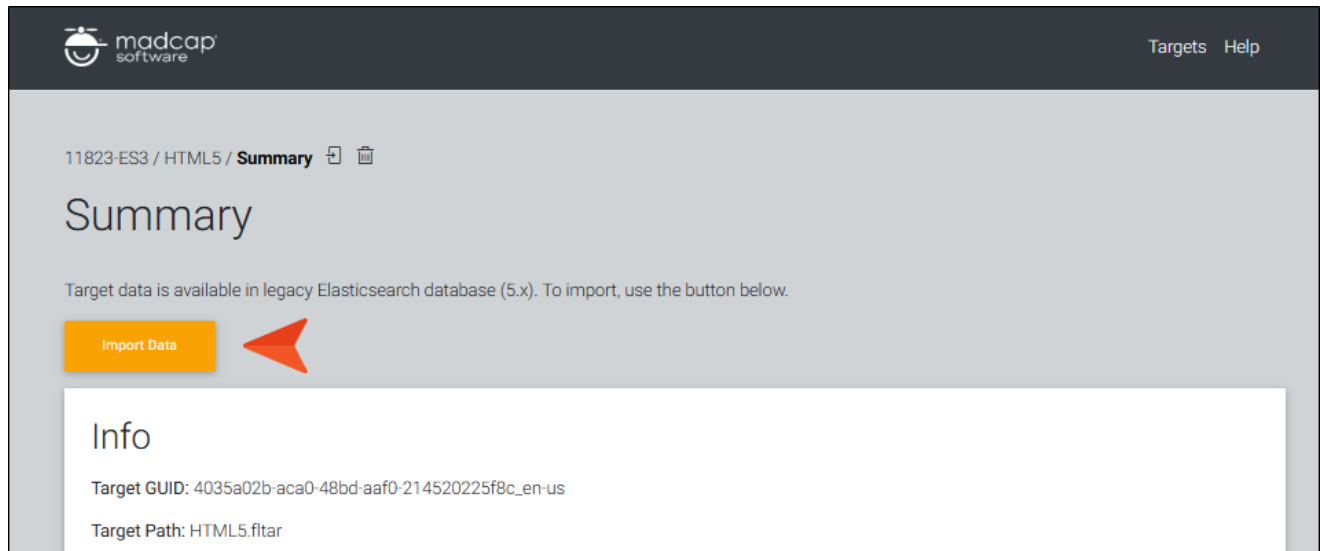 madcap
software
Targets Help
11823-ES3 / HTML5 / Summary
Summary
Target data is available in legacy Elasticsearch database (5.x). To import, use the button below.
Import Data
Info
Target GUID: 4035a02b-aca0-48bd-aaf0-214520225f8c_en-us
Target Path: HTML5.fltar